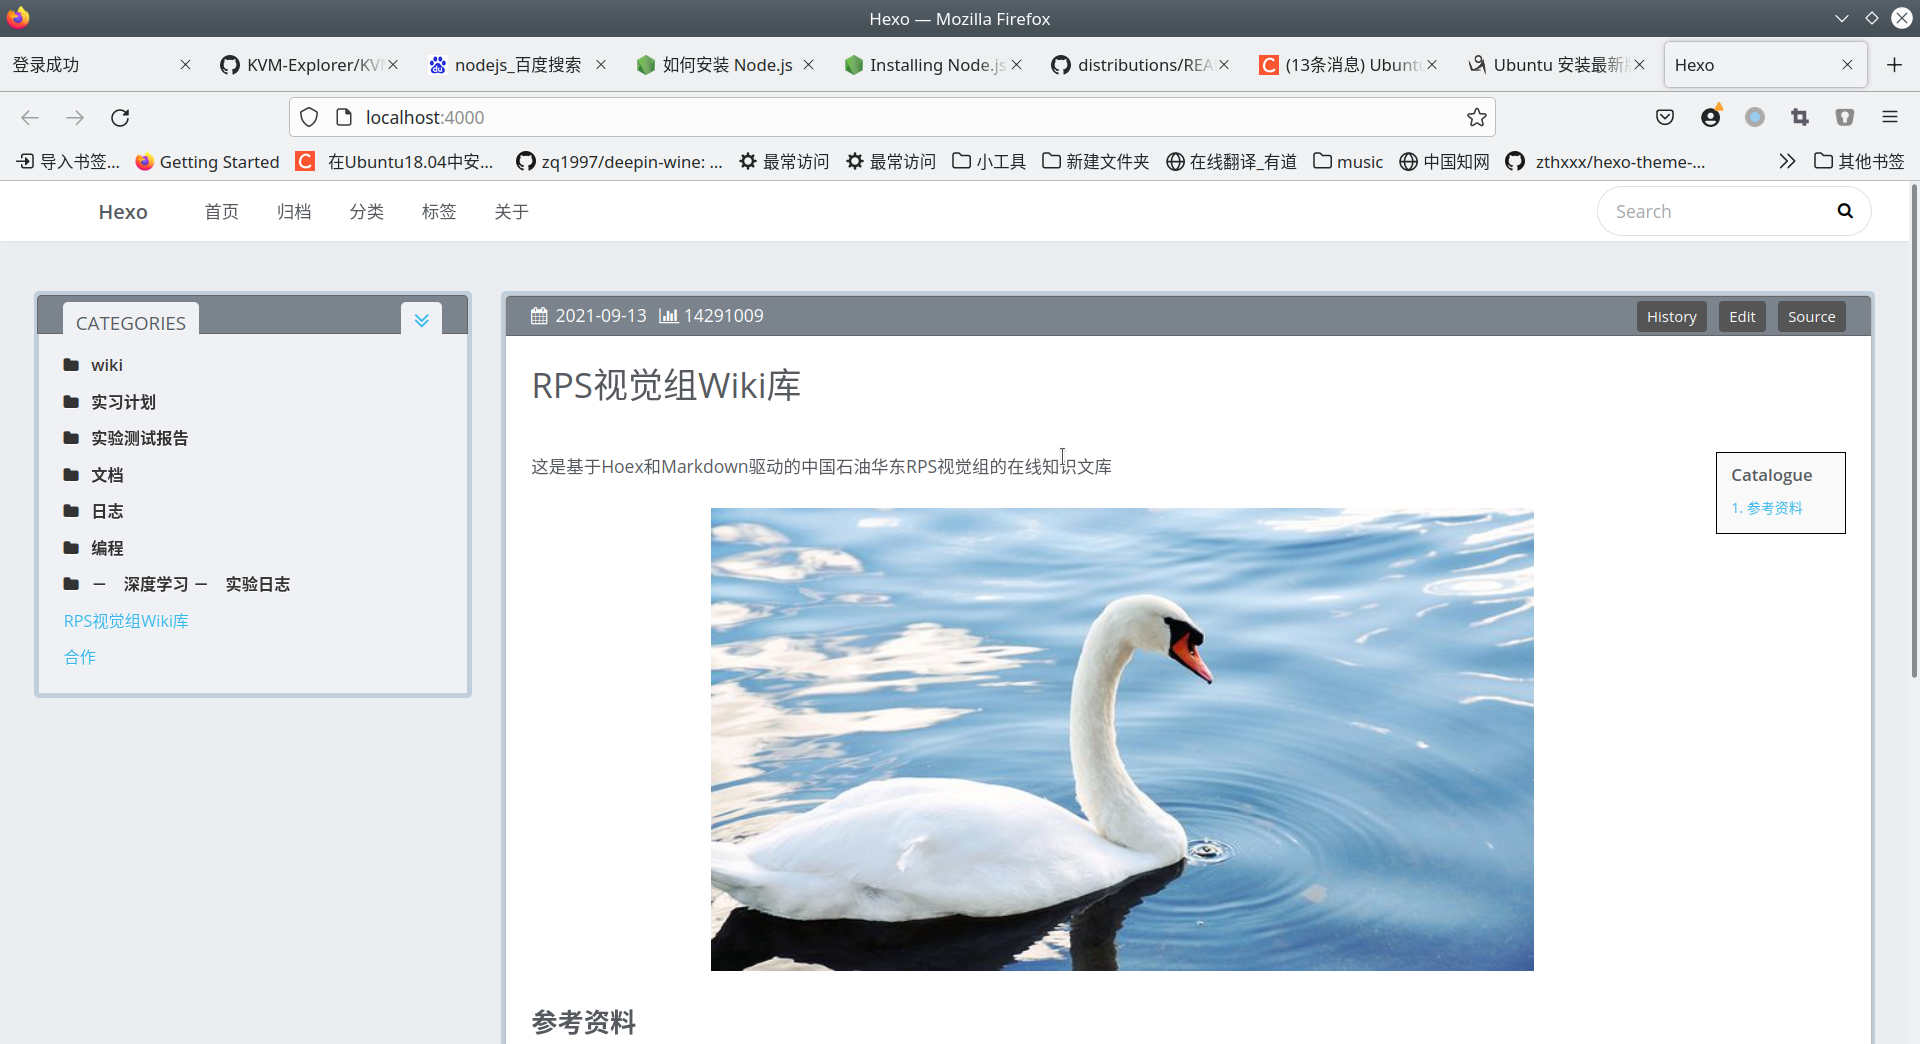 Hexo — Mozilla Firefox
登录成功
KVM-Explorer/KV
nodejs_百度搜索
如何安装 Node.js
Installing Node.js
distributions/REA
(13条消息) Ubuntu
Ubuntu 安装最新
Hexo
localhost:4000
导入书签...
Getting Started
在Ubuntu18.04中安...
zq1997/deepin-wine: ...
最常访问
最常访问
小工具
新建文件夹
在线翻译_有道
music
中国知网
zthxxx/hexo-theme-...
其他书签
Hexo
首页
归档
分类
标签
关于
Search
CATEGORIES
wiki
实习计划
实验测试报告
文档
日志
编程
— 深度学习 — 实验日志
RPS视觉组Wiki库
合作
2021-09-13 14291009
History
Edit
Source
RPS视觉组Wiki库
这是基于Hoex和Markdown驱动的中国石油华东RPS视觉组的在线知识文库
Catalogue
1. 参考资料
参考资料